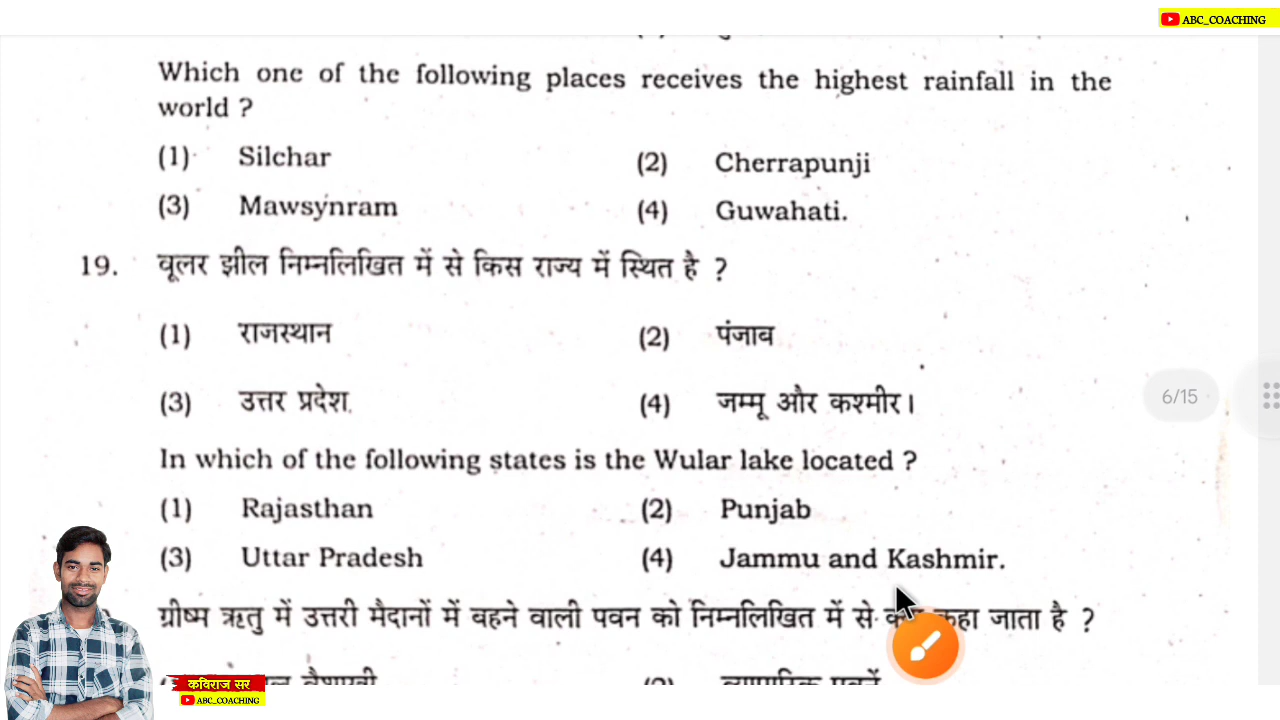 ABC_COACHING
Which one of the following places receives the highest rainfall in the
world ?
(1) Silchar (2) Cherrapunji
(3) Mawsynram (4) Guwahati.
19. वूलर झील निम्नलिखित में से किस राज्य में स्थित है ?
(1) राजस्थान (2) पंजाब
(3) उत्तर प्रदेश (4) जम्मू और कश्मीर।
6/15
In which of the following states is the Wular lake located ?
(1) Rajasthan (2) Punjab
(3) Uttar Pradesh (4) Jammu and Kashmir.
ग्रीष्म ऋतु में उत्तरी मैदानों में बहने वाली पवन को निम्नलिखित में से कहा जाता है ?
कविराज सर
ABC_COACHING